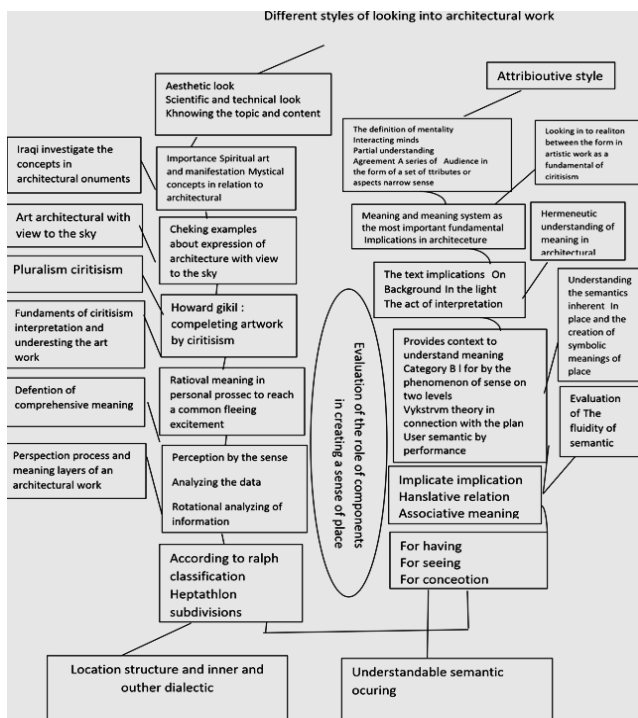 Different styles of looking into architectural work
Attribioutive style
Aesthetic look
Scientific and technical look
Khnowing the topic and content
The definition of mentality
Interacting minds
Partial understanding
Agreement A series of Audience in
the form of a set of ttributes or
aspects narrow sense
Looking in to realiton
between the form in
artistic work as a
fundamental of
ciritisism
Iraqi investigate the
concepts in
architectural onuments
Importance Spiritual art
and manifestation Mystical
concepts in relation to
architectural
Art architectural with
view to the sky
Cheking examples
about expression of
architecture with view
to the sky
Meaning and meaning system as
the most important fundamental
Implications in architeceture
Hermeneutic
understanding of
meaning in
architectural
Pluralism ciritisism
Howard gikil :
compeleting artwork
by ciritisism
The text implications On
Background In the light
The act of interpretation
Understanding
the semantics
inherent In
place and the
creation of
symbolic
meanings of
place
Fundaments of ciritisism
interpretation and
underesting the art
work
Ratioval meaning in
personal prossec to reach
a common fleeing
excitement
Evaluation of the role of components
in creating a sense of place
Provides context to
understand meaning
Category B l for by the
phenomenon of sense on
two levels
Vykstrvm theory in
connection with the plan
User semantic by
performance
Defention of
comprehensive meaning
Evaluation
of The
fluidity of
semantic
Perspection process and
meaning layers of an
architectural work
Perception by the sense
Analyzing the data
Rotational analyzing of
information
Implicate implication
Hanslative relation
Associative meaning
According to ralph
classification
Heptathlon
subdivisions
For having
For seeing
For conceotion
Location structure and inner and
outher dialectic
Understandable semantic
ocuring